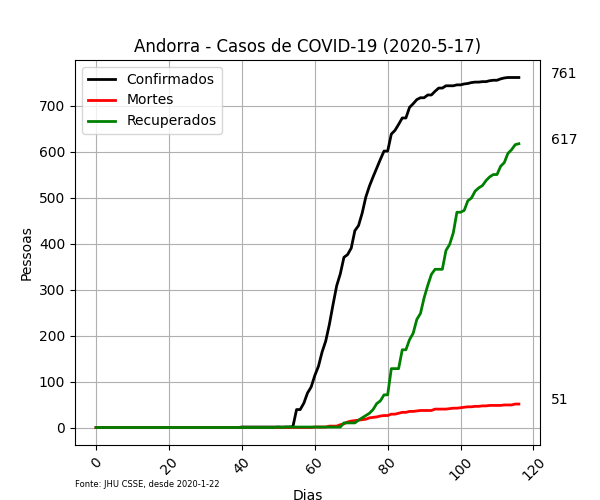 Andorra - Casos de COVID-19 (2020-5-17)
Confirmados
Mortes
Recuperados
761
617
51
Pessoas
700
600
500
400
300
200
100
0
0 20 40 60 80 100 120
Fonte: JHU CSSE, desde 2020-1-22
Dias